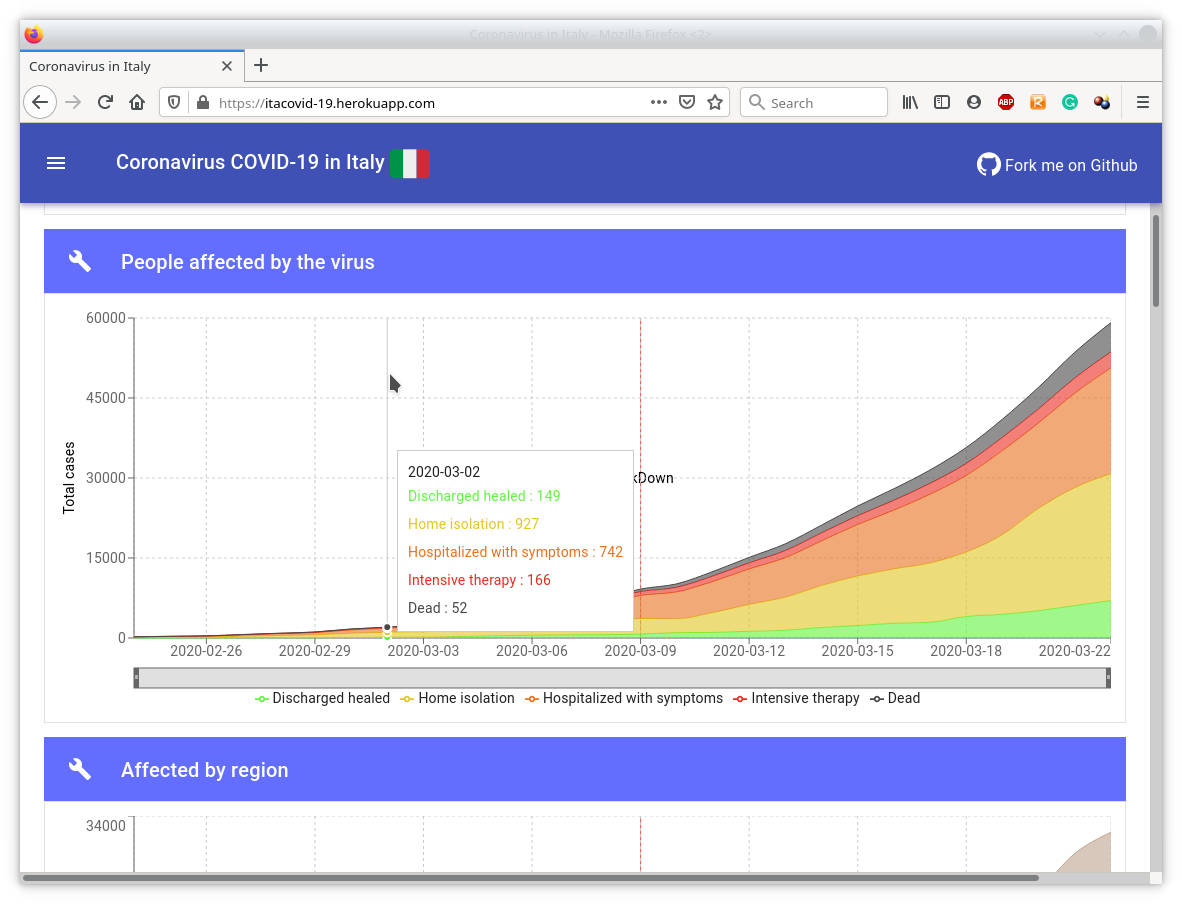 Coronavirus in Italy - Mozilla Firefox <2>
Coronavirus in Italy
https://itacovid-19.herokuapp.com
Search
ABP
Coronavirus COVID-19 in Italy
Fork me on Github
People affected by the virus
60000
45000
30000
15000
0
Total cases
kDown
2020-03-02
Discharged healed : 149
Home isolation : 927
Hospitalized with symptoms : 742
Intensive therapy : 166
Dead : 52
2020-02-26 2020-02-29 2020-03-03 2020-03-06 2020-03-09 2020-03-12 2020-03-15 2020-03-18 2020-03-22
Discharged healed Home isolation Hospitalized with symptoms Intensive therapy Dead
Affected by region
34000